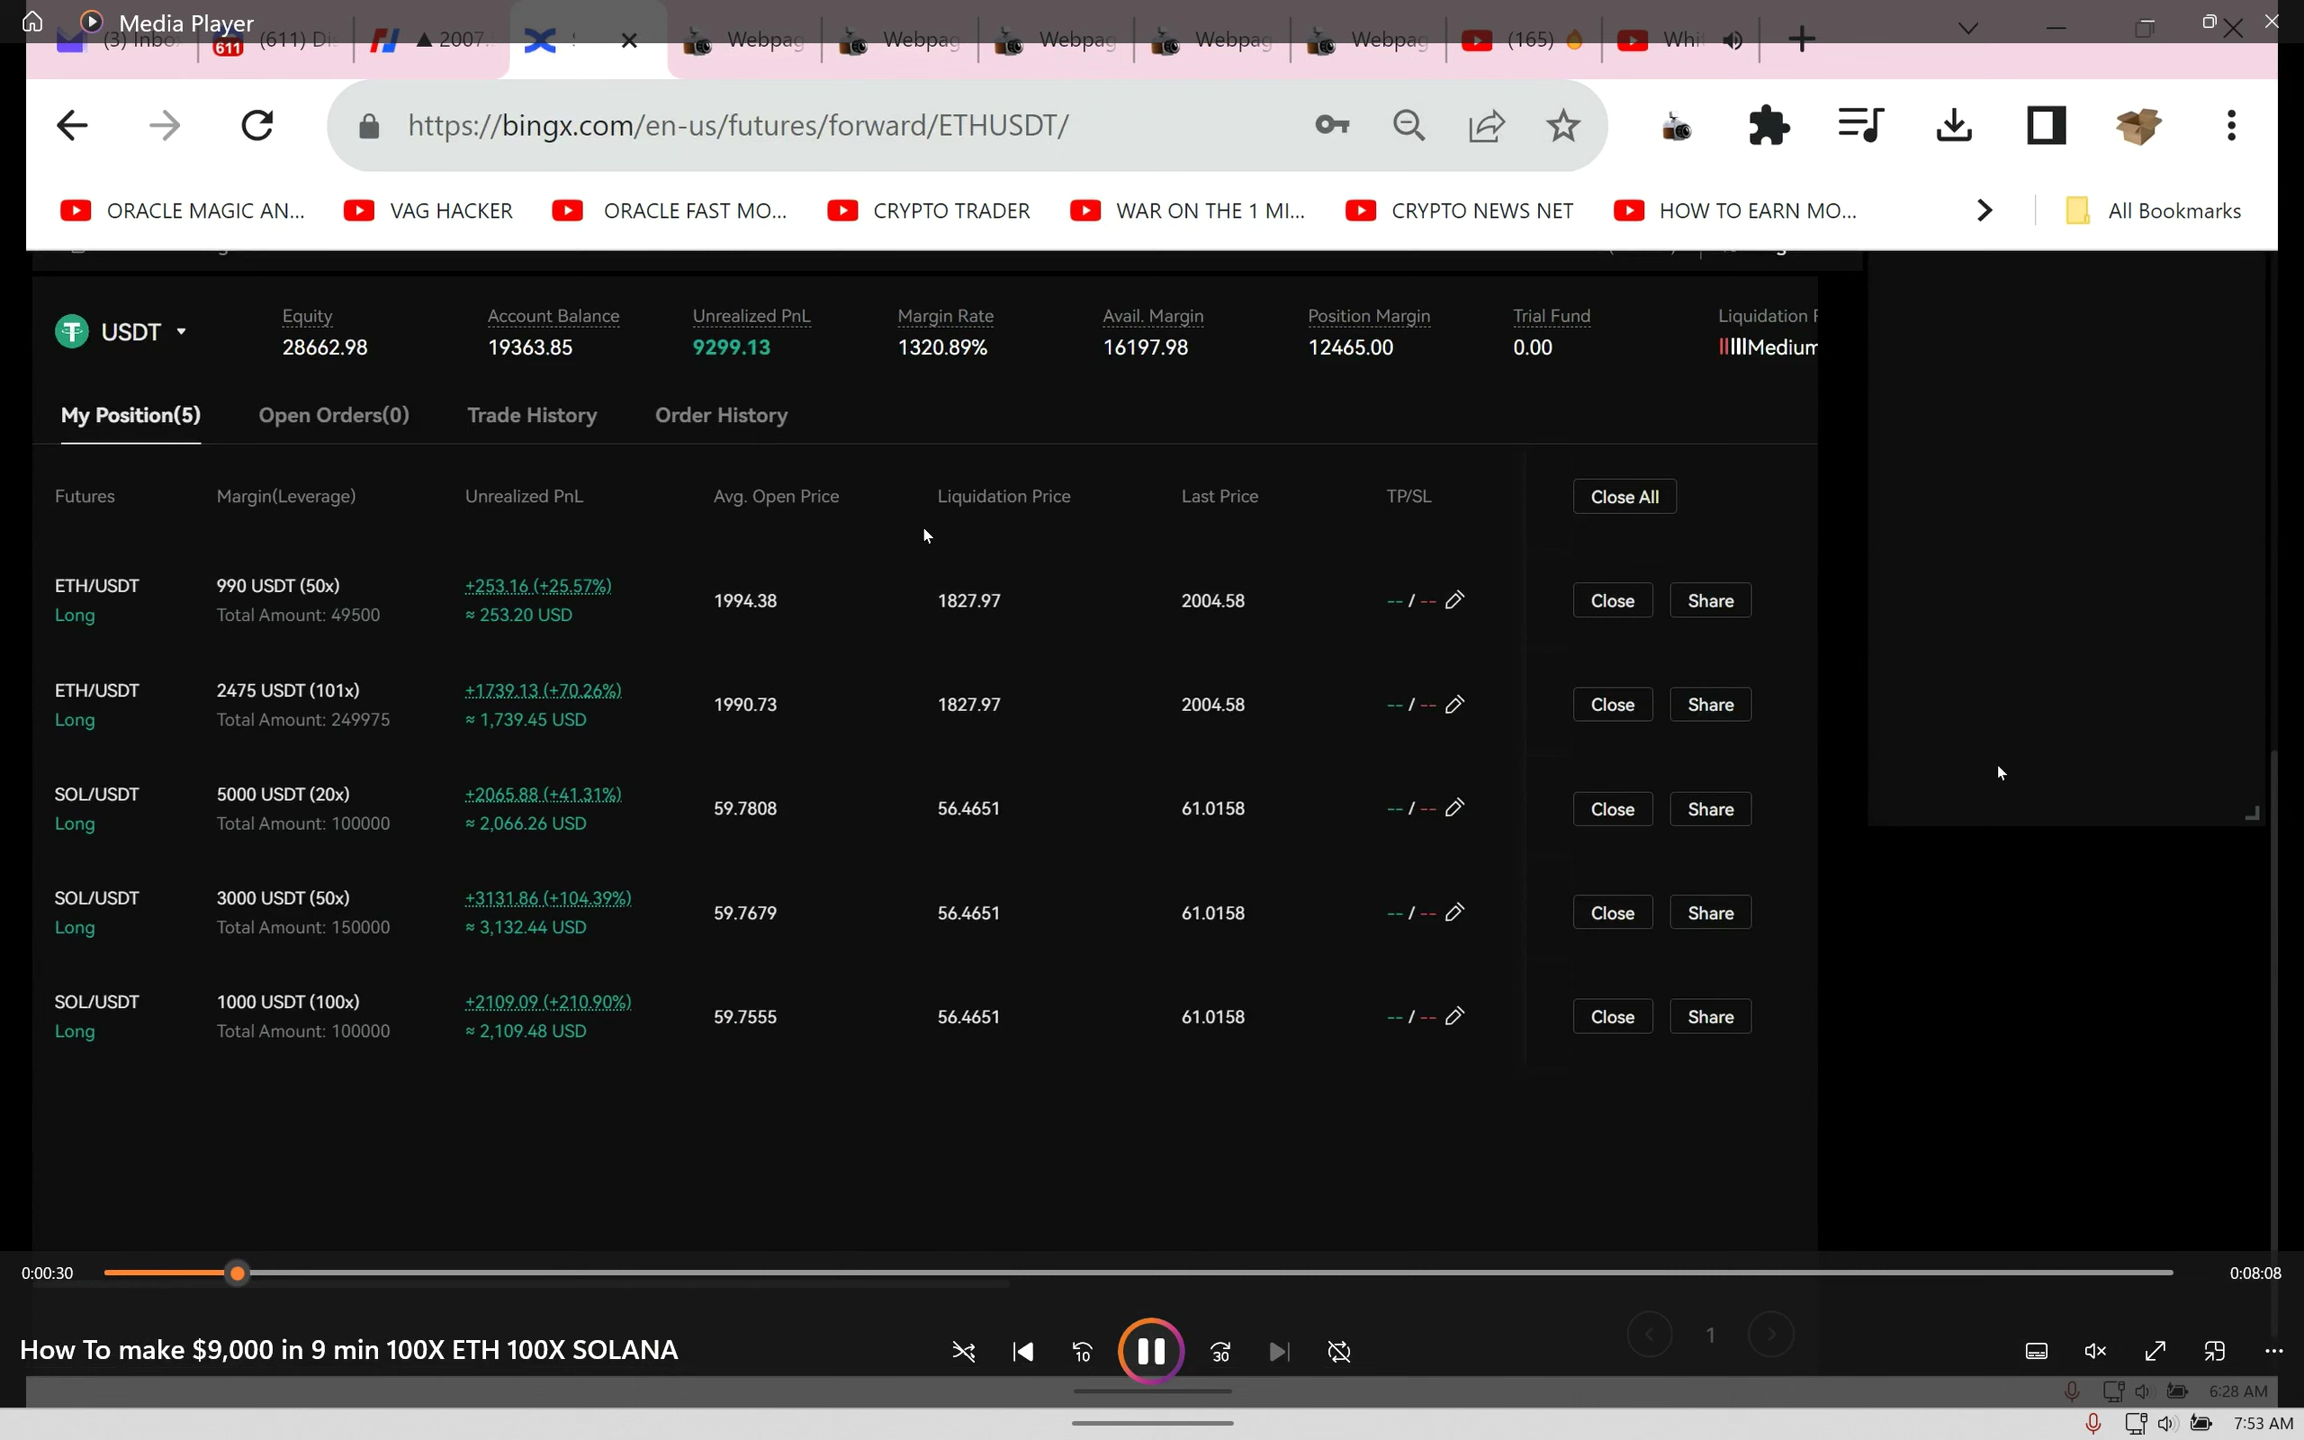 Media Player
(3) Inbo
611
(611) Di
▲ 2007.
Webpag
Webpag
Webpag
Webpag
Webpag
(165)
Whi
https://bingx.com/en-us/futures/forward/ETHUSDT/
ORACLE MAGIC AN...
VAG HACKER
ORACLE FAST MO...
CRYPTO TRADER
WAR ON THE 1 MI...
CRYPTO NEWS NET
HOW TO EARN MO...
All Bookmarks
USDT
Equity
28662.98
Account Balance
19363.85
Unrealized PnL
9299.13
Margin Rate
1320.89%
Avail. Margin
16197.98
Position Margin
12465.00
Trial Fund
0.00
Liquidation
Medium
My Position(5) Open Orders(0) Trade History Order History
Futures Margin(Leverage) Unrealized PnL Avg. Open Price Liquidation Price Last Price TP/SL Close All
ETH/USDT 990 USDT (50x) +253.16 (+25.57%)
1994.38 1827.97 2004.58 -- / -- Close Share
Long Total Amount: 49500 ≈ 253.20 USD
ETH/USDT 2475 USDT (101x) +1739.13 (+70.26%)
1990.73 1827.97 2004.58 -- / -- Close Share
Long Total Amount: 249975 ≈ 1,739.45 USD
SOL/USDT 5000 USDT (20x) +2065.88 (+41.31%)
59.7808 56.4651 61.0158 -- / -- Close Share
Long Total Amount: 100000 ≈ 2,066.26 USD
SOL/USDT 3000 USDT (50x) +3131.86 (+104.39%)
59.7679 56.4651 61.0158 -- / -- Close Share
Long Total Amount: 150000 ≈ 3,132.44 USD
SOL/USDT 1000 USDT (100x) +2109.09 (+210.90%)
59.7555 56.4651 61.0158 -- / -- Close Share
Long Total Amount: 100000 ≈ 2,109.48 USD
0:00:30
0:08:08
How To make $9,000 in 9 min 100X ETH 100X SOLANA
10
30
1
6:28 AM
7:53 AM